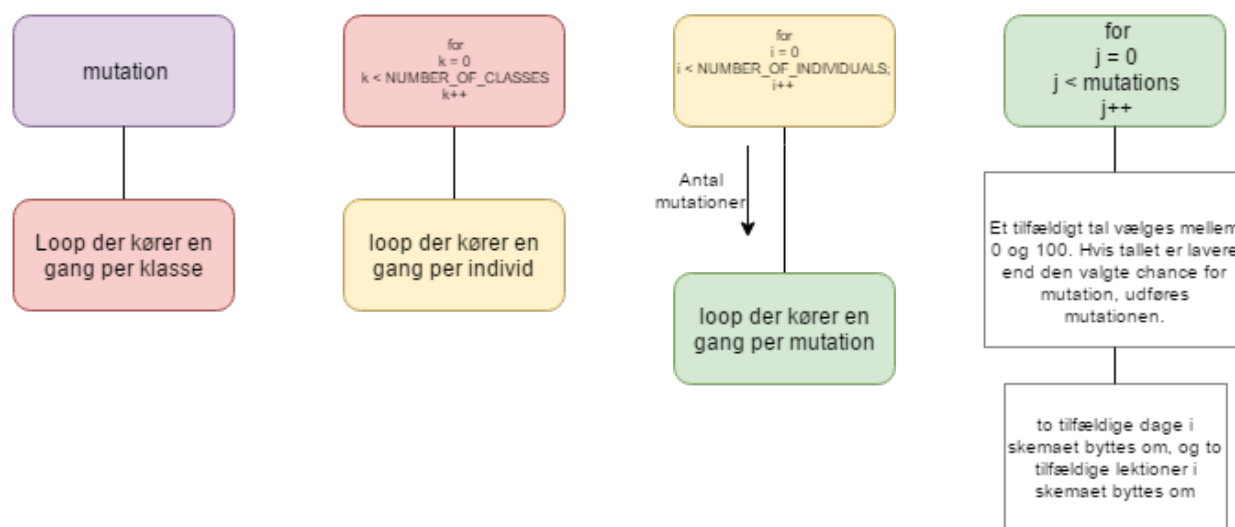 mutation
Loop der kører en
gang per klasse
for
k = 0
k < NUMBER_OF_CLASSES
k++
loop der kører en
gang per individ
for
i = 0
i < NUMBER_OF_INDIVIDUALS;
i++
Antal
mutationer
loop der kører en
gang per mutation
for
j = 0
j < mutations
j++
Et tilfældigt tal vælges mellem
0 og 100. Hvis tallet er lavere
end den valgte chance for
mutation, udføres
mutationen.
to tilfældige dage i
skemaet byttes om, og to
tilfældige lektioner i
skemaet byttes om